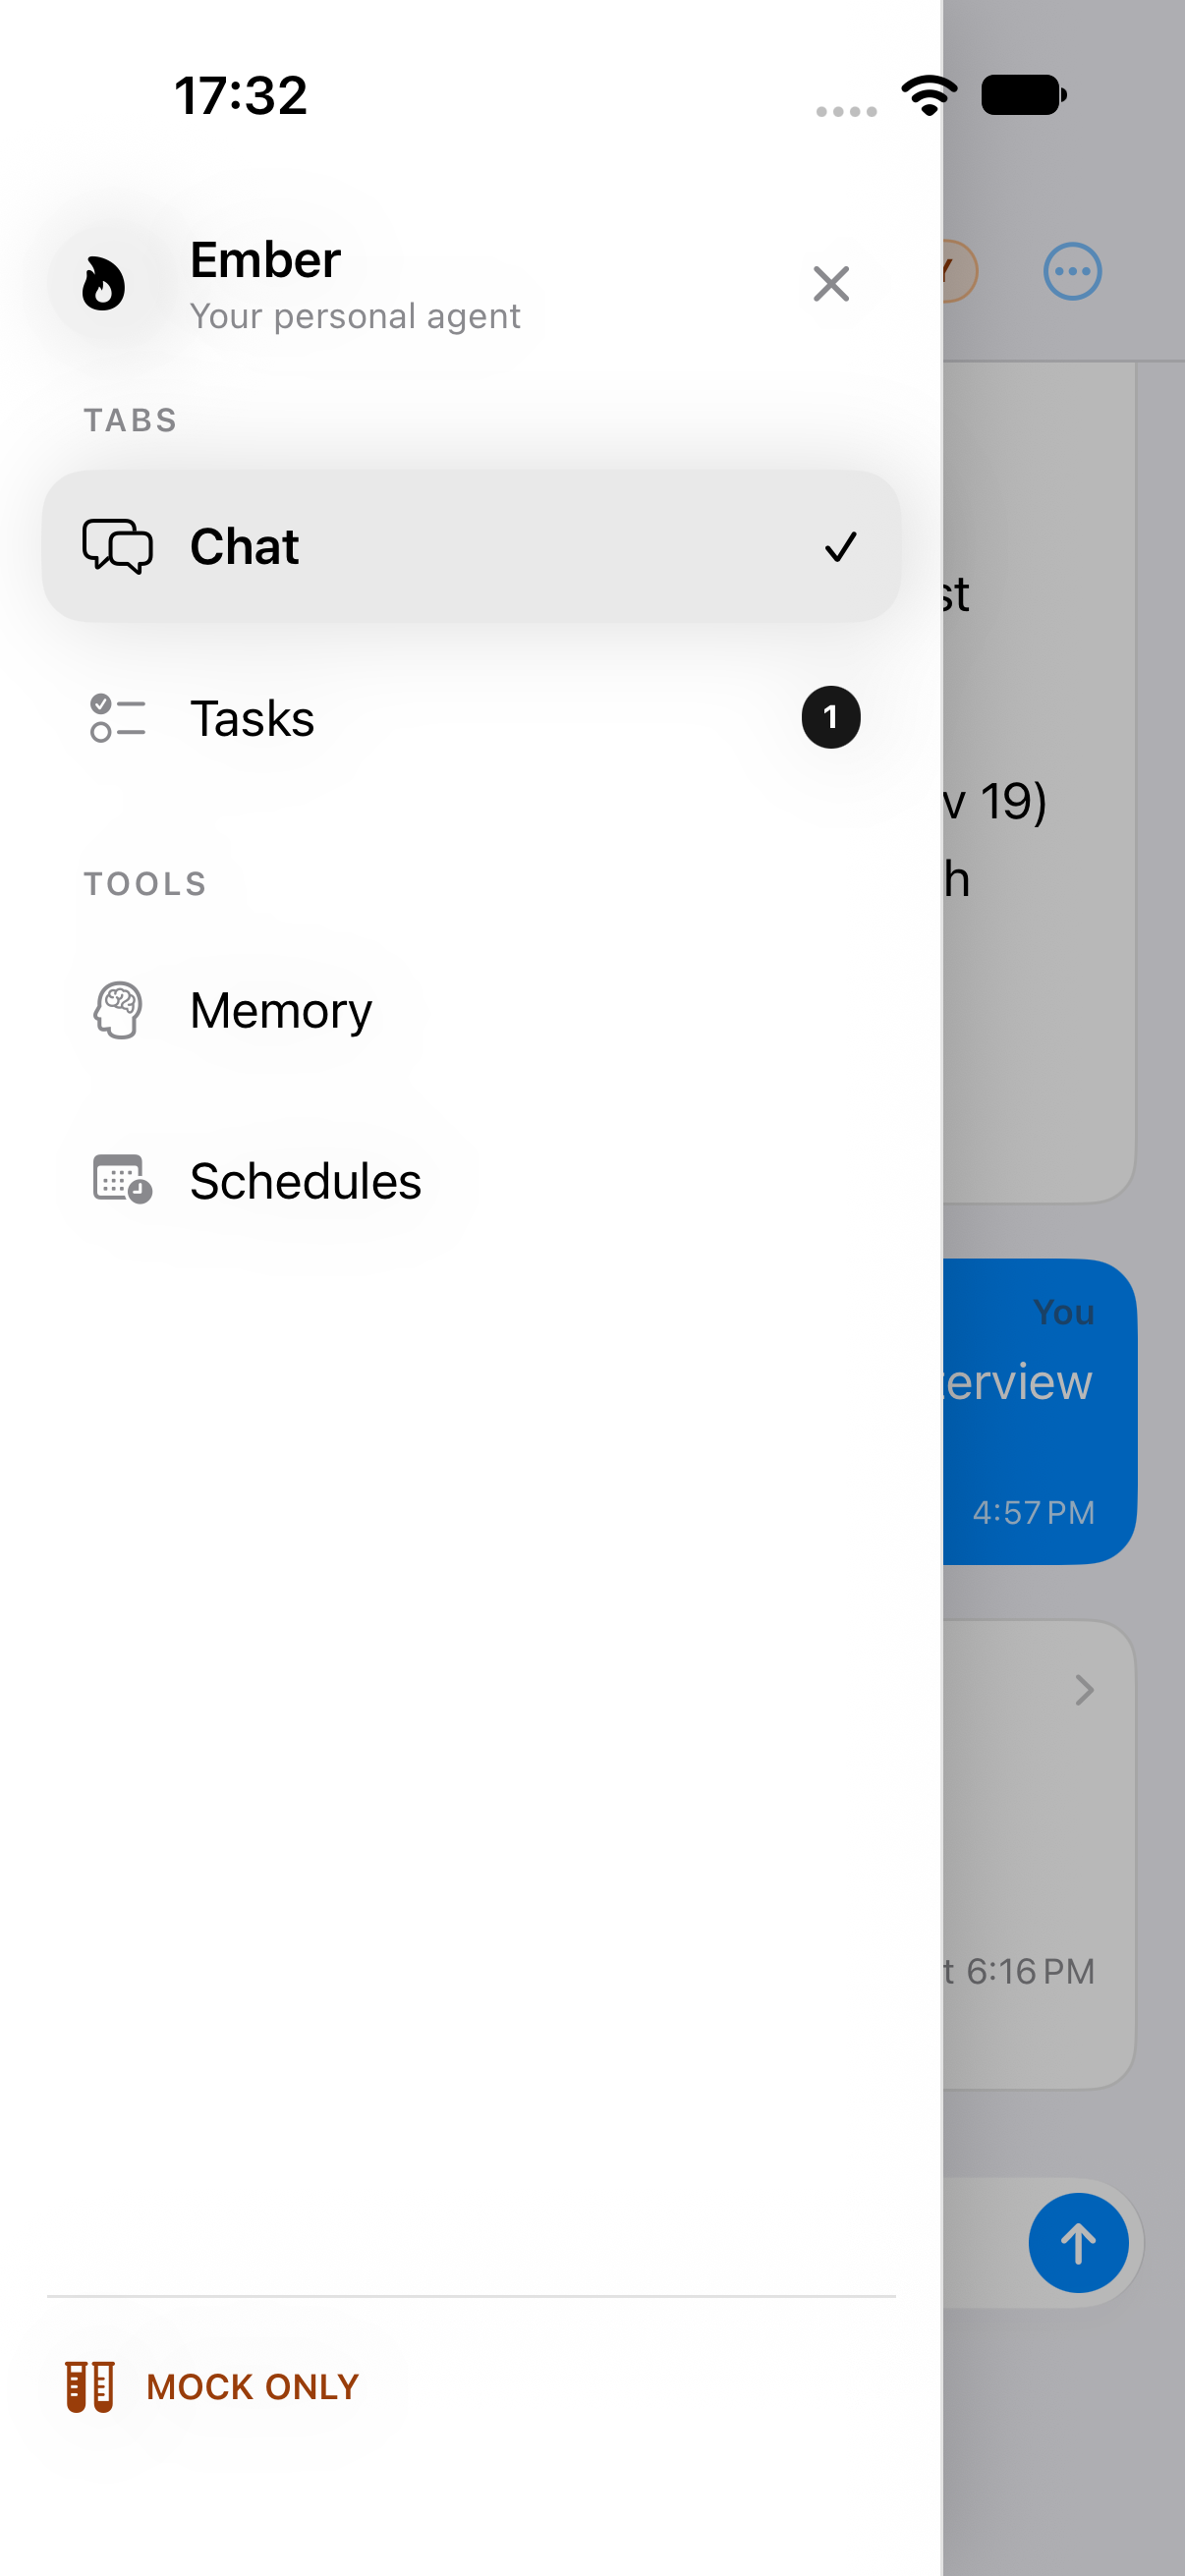 17:32
Ember
Your personal agent
TABS
Chat
st
Tasks
1
v 19)
h
TOOLS
Memory
Schedules
You
terview
4:57 PM
t 6:16 PM
MOCK ONLY